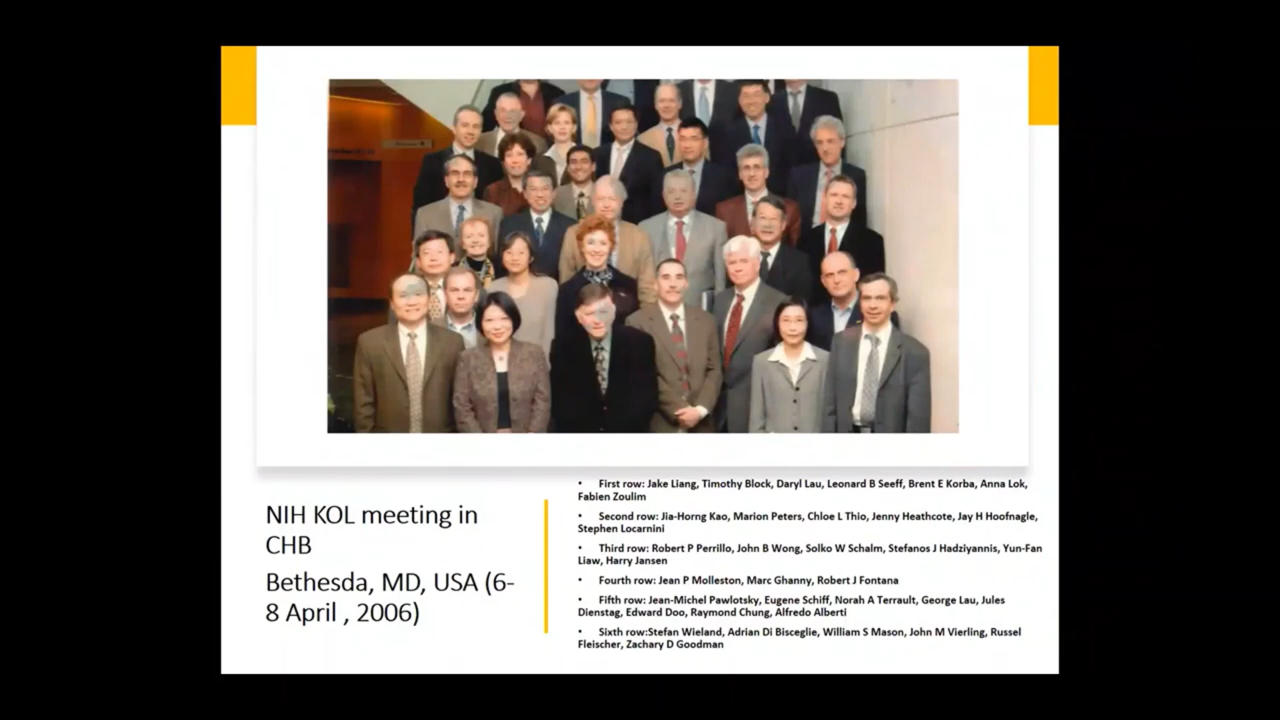 NIH KOL meeting in
CHB
Bethesda, MD, USA (6-
8 April , 2006)
• First row: Jake Liang, Timothy Block, Daryl Lau, Leonard B Seeff, Brent E Korba, Anna Lok,
Fabien Zoulim
• Second row: Jia-Horng Kao, Marion Peters, Chloe L Thio, Jenny Heathcote, Jay H Hoofnagle,
Stephen Locarnini
• Third row: Robert P Perrillo, John B Wong, Solko W Schalm, Stefanos J Hadziyannis, Yun-Fan
Liaw, Harry Jansen
• Fourth row: Jean P Molleston, Marc Ghanny, Robert J Fontana
• Fifth row: Jean-Michel Pawlotsky, Eugene Schiff, Norah A Terrault, George Lau, Jules
Dienstag, Edward Doo, Raymond Chung, Alfredo Alberti
• Sixth row:Stefan Wieland, Adrian Di Bisceglie, William S Mason, John M Vierling, Russel
Fleischer, Zachary D Goodman